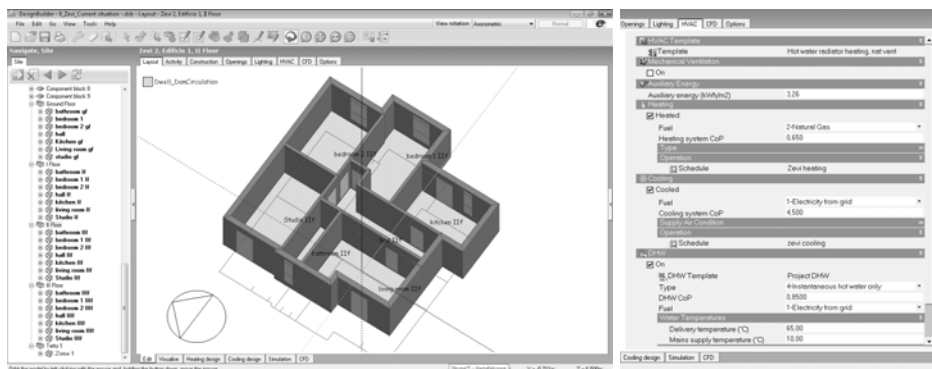 DesignBuilder - II_Zevi_Current situation - .dsb - Layout - Zevi 2, Edificio 1, II Floor
File Edit Go View Tools Help
View rotation Axonometric
Normal
Navigate, Site
Site
Component block 8
Component block 9
Ground Floor
bathroom gf
bedroom 1
bedroom 2 gf
hall
Kitchen gf
Living room gf
studio gf
I Floor
bathroom If
bedroom 1 If
bedroom 2 If
hall If
kitchen If
living room If
Studio If
II Floor
bathroom IIf
bedroom 1 IIf
bedroom 2 IIf
hall IIf
kitchen IIf
living room IIf
Studio IIf
III Floor
bathroom IIIf
bedroom 1 IIIf
bedroom 2 IIIf
hall IIIf
kitchen IIIf
living room IIIf
Studio IIIf
Tetto 1
Zona 1
Zevi 2, Edificio 1, II Floor
Layout Activity Construction Openings Lighting HVAC CFD Options
Dwell_DomCirculation
bedroom 2 IIf
bedroom 1 IIf
Studio IIf
kitchen IIf
bathroom IIf
living room IIf
Edit Visualise Heating design Cooling design Simulation CFD
Openings Lighting HVAC CFD Options
HVAC Template
Template Hot water radiator heating, nat vent
Mechanical Ventilation
On
Auxiliary Energy
Auxiliary energy (kWh/m2) 3,26
Heating
Heated
Fuel 2-Natural Gas
Heating system CoP 0,650
Type
Operation
Schedule Zevi heating
Cooling
Cooled
Fuel 1-Electricity from grid
Cooling system CoP 4,500
Supply Air Condition
Operation
Schedule zevi cooling
DHW
On
DHW Template Project DHW
Type 4-Instantaneous hot water only
DHW CoP 0,8500
Fuel 1-Electricity from grid
Water Temperatures
Delivery temperature (°C) 65,00
Mains supply temperature (°C) 10,00
Cooling design Simulation CFD